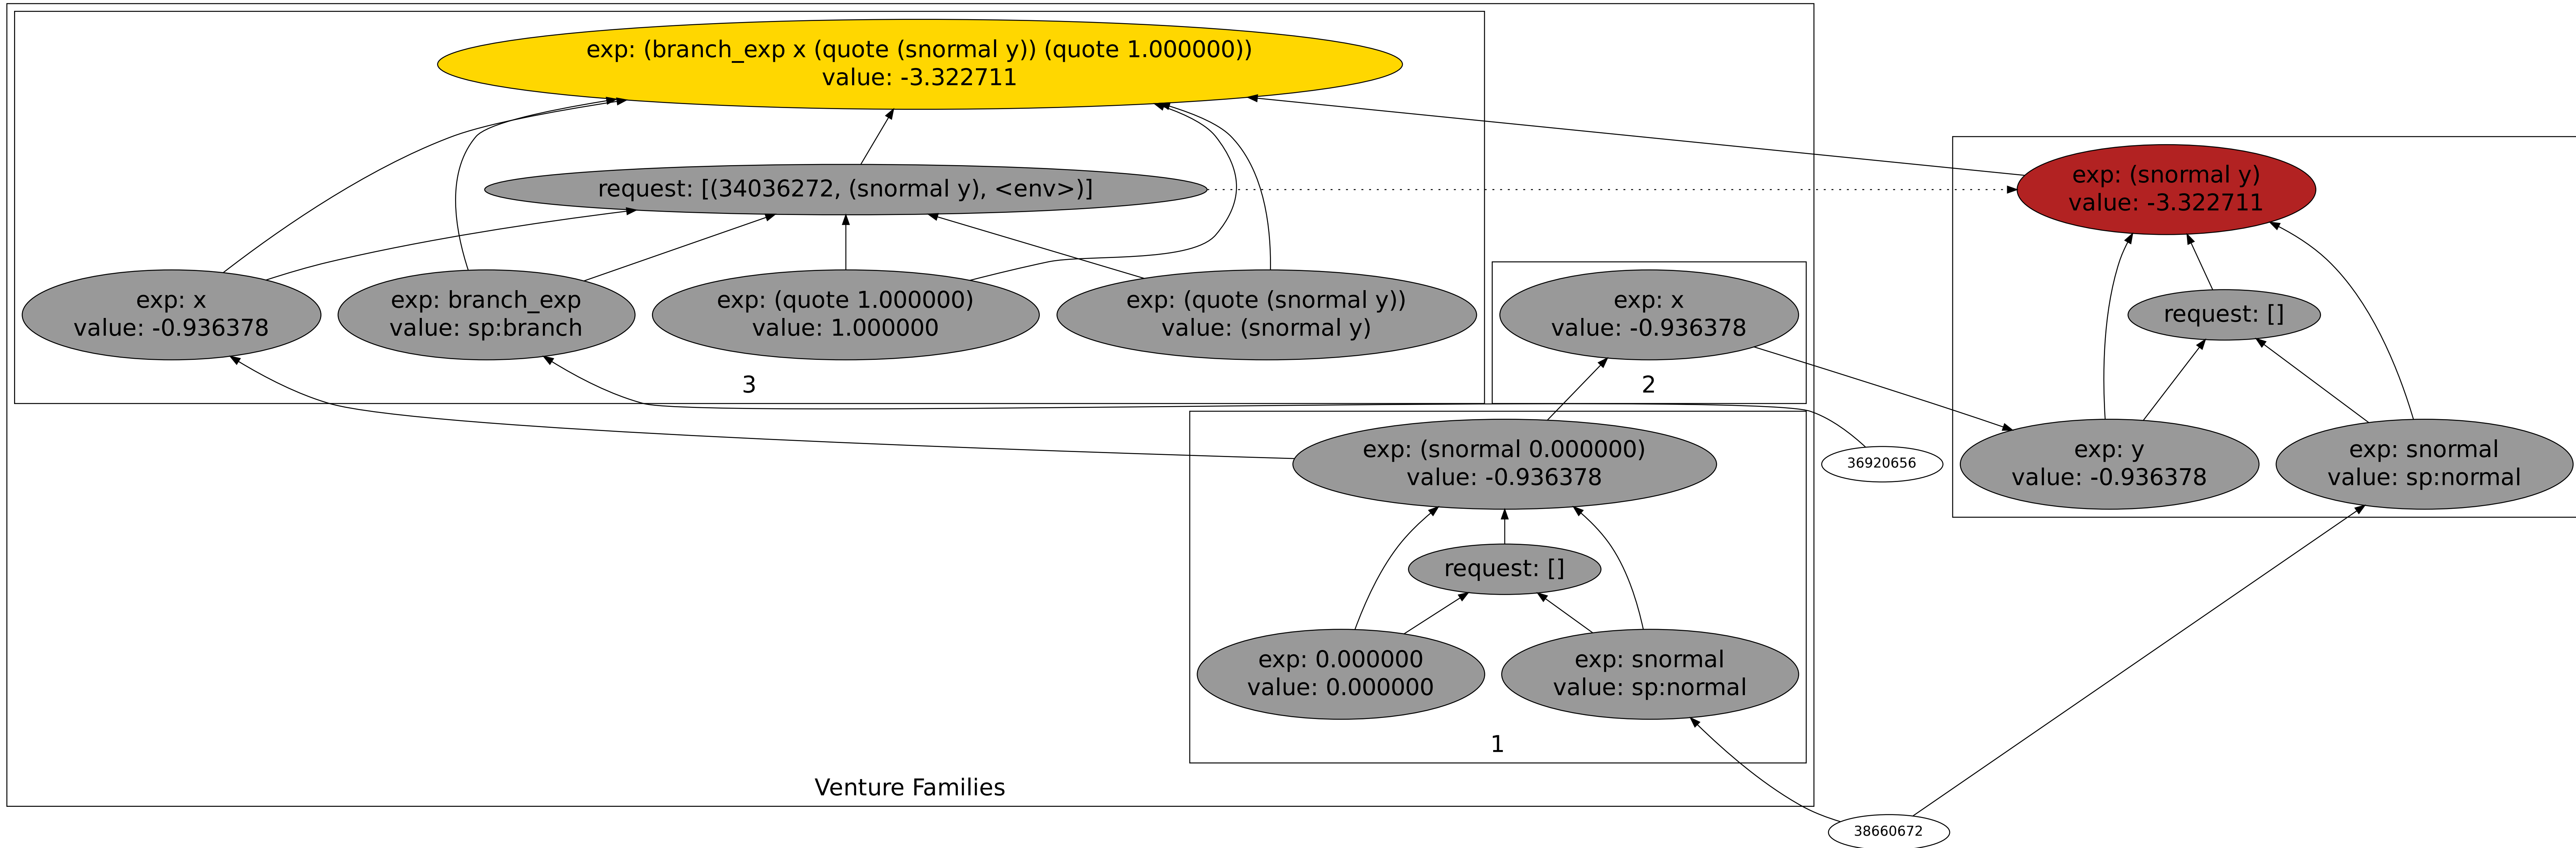 exp: (branch_exp x (quote (snormal y)) (quote 1.000000))
value: -3.322711
request: [(34036272, (snormal y), <env>)]
exp: (snormal y)
value: -3.322711
exp: x
value: -0.936378
exp: branch_exp
value: sp:branch
exp: (quote 1.000000)
value: 1.000000
exp: (quote (snormal y))
value: (snormal y)
exp: x
value: -0.936378
request: []
3
2
exp: (snormal 0.000000)
value: -0.936378
36920656
exp: y
value: -0.936378
exp: snormal
value: sp:normal
request: []
exp: 0.000000
value: 0.000000
exp: snormal
value: sp:normal
1
Venture Families
38660672